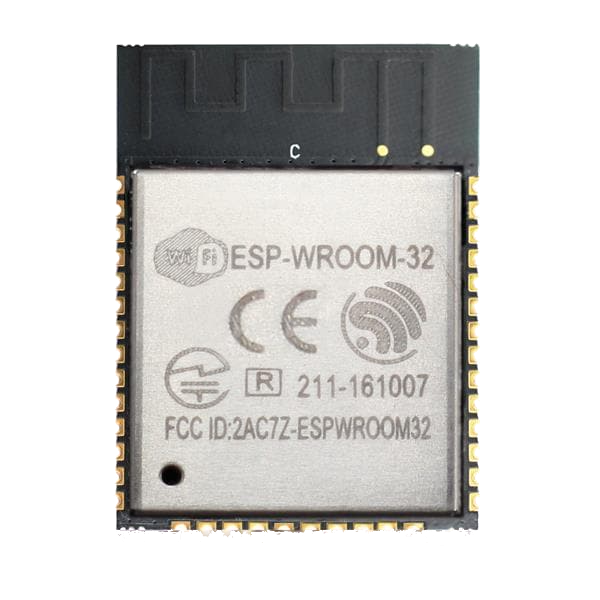 C
Wi Fi ESP-WROOM-32
CE
R 211-161007
FCC ID:2AC7Z-ESPWROOM32